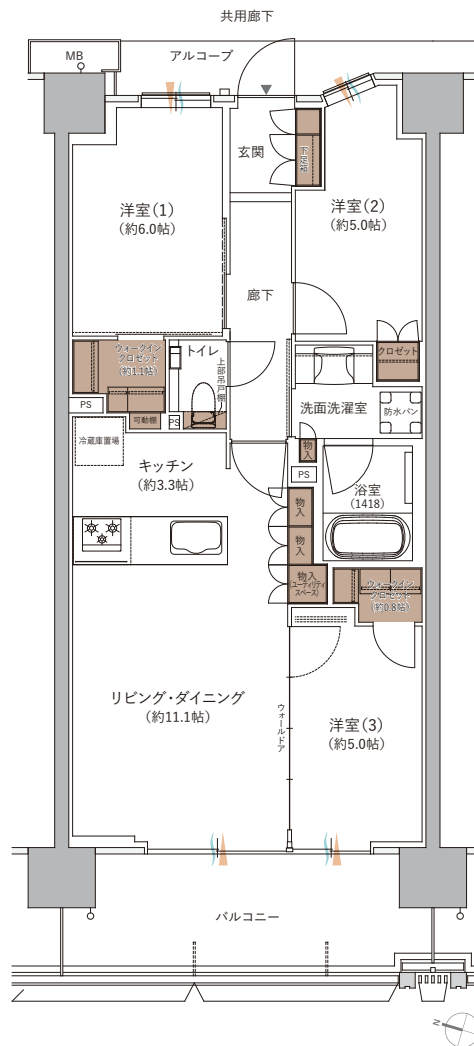 共用廊下
MB
アルコーブ
玄関
下足箱
洋室(1)
(約6.0帖)
洋室(2)
(約5.0帖)
廊下
ウォークイン
クロゼット
(約1.1帖)
トイレ
上部吊戸棚
クロゼット
PS
可動棚
PS
洗面洗濯室
防水パン
冷蔵庫置場
キッチン
(約3.3帖)
物入
PS
浴室
(1418)
物入
物入
物入
(ユーティリティ
スペース)
ウォークイン
クロゼット
(約0.8帖)
リビング・ダイニング
(約11.1帖)
ウォールドア
洋室(3)
(約5.0帖)
バルコニー
N